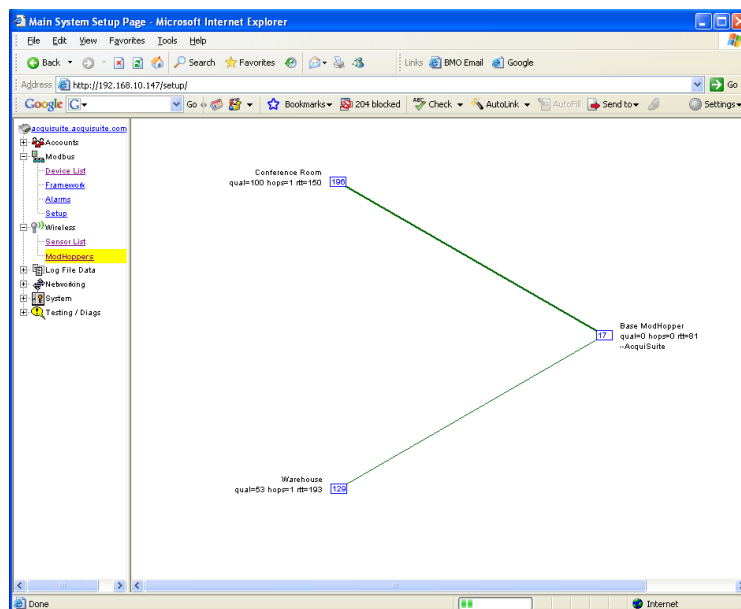 Main System Setup Page - Microsoft Internet Explorer
File Edit View Favorites Tools Help
Back Search Favorites Links BMO Email Google
Address http://192.168.10.147/setup/ Go
Google G Go Bookmarks 204 blocked Check AutoLink AutoFill Send to Settings
acquisuite.acquisuite.com
Accounts
Modbus
Device List
Framework
Alarms
Setup
Wireless
Sensor List
ModHoppers
Log File Data
Networking
System
Testing / Diags
Conference Room
qual=100 hops=1 rtt=150 196
Base ModHopper
17 qual=0 hops=0 rtt=81
--AcquiSuite
Warehouse
qual=53 hops=1 rtt=193 129
Done Internet